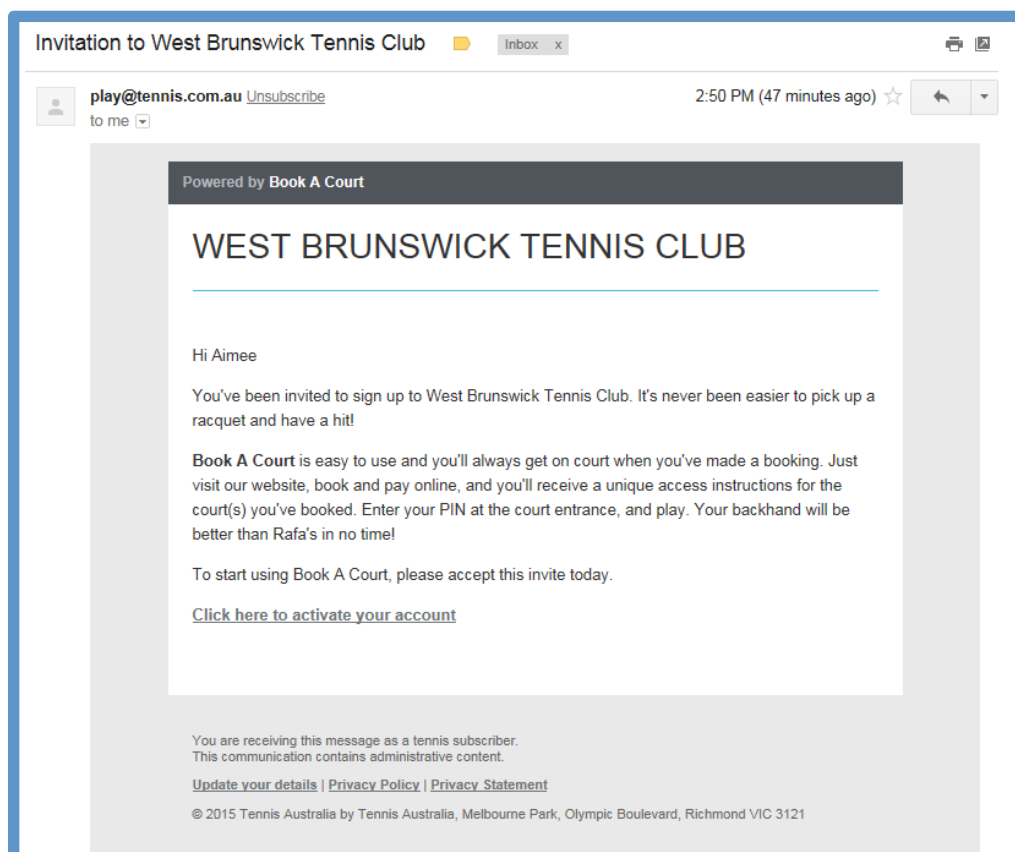 Invitation to West Brunswick Tennis Club
Inbox x
play@tennis.com.au Unsubscribe
2:50 PM (47 minutes ago)
to me
Powered by Book A Court
WEST BRUNSWICK TENNIS CLUB
Hi Aimee
You've been invited to sign up to West Brunswick Tennis Club. It's never been easier to pick up a
racquet and have a hit!
Book A Court is easy to use and you'll always get on court when you've made a booking. Just
visit our website, book and pay online, and you'll receive a unique access instructions for the
court(s) you've booked. Enter your PIN at the court entrance, and play. Your backhand will be
better than Rafa's in no time!
To start using Book A Court, please accept this invite today.
Click here to activate your account
You are receiving this message as a tennis subscriber.
This communication contains administrative content.
Update your details | Privacy Policy | Privacy Statement
© 2015 Tennis Australia by Tennis Australia, Melbourne Park, Olympic Boulevard, Richmond VIC 3121